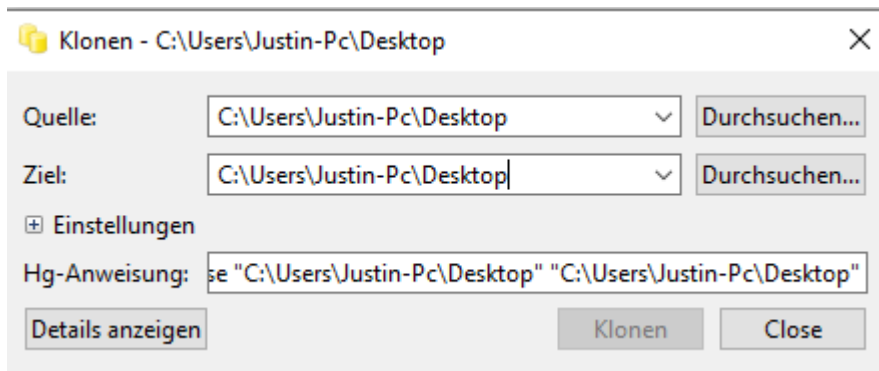 Klonen - C:\Users\Justin-Pc\Desktop
Quelle: C:\Users\Justin-Pc\Desktop Durchsuchen...
Ziel: C:\Users\Justin-Pc\Desktop Durchsuchen...
Einstellungen
Hg-Anweisung: se "C:\Users\Justin-Pc\Desktop" "C:\Users\Justin-Pc\Desktop"
Details anzeigen Klonen Close